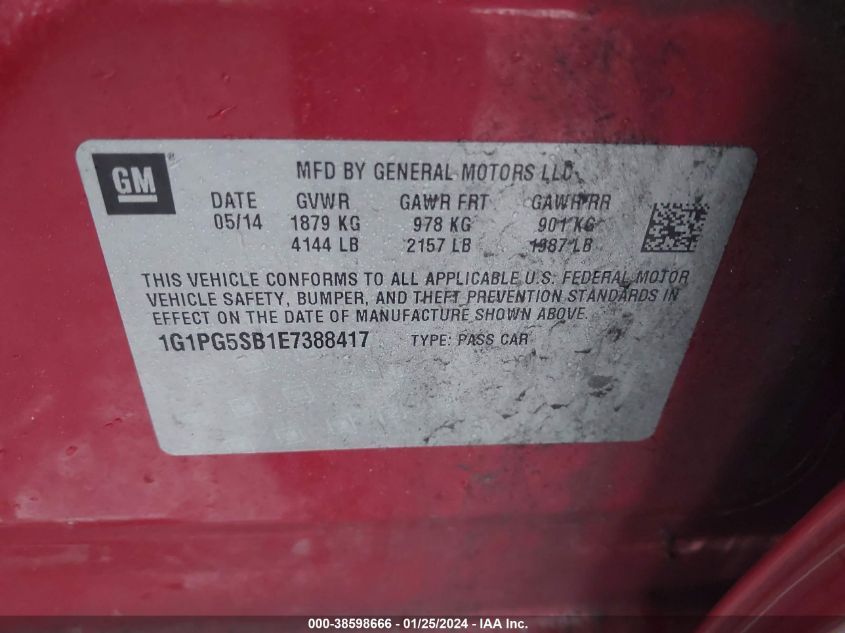 GM®
MFD BY GENERAL MOTORS LLC
DATE GVWR GAWR FRT GAWR RR
05/14 1879 KG 978 KG 901 KG
4144 LB 2157 LB 1987 LB
THIS VEHICLE CONFORMS TO ALL APPLICABLE U.S. FEDERAL MOTOR
VEHICLE SAFETY, BUMPER, AND THEFT PREVENTION STANDARDS IN
EFFECT ON THE DATE OF MANUFACTURE SHOWN ABOVE.
1G1PG5SB1E7388417 TYPE: PASS CAR
000-38598666 - 01/25/2024 - IAA Inc.